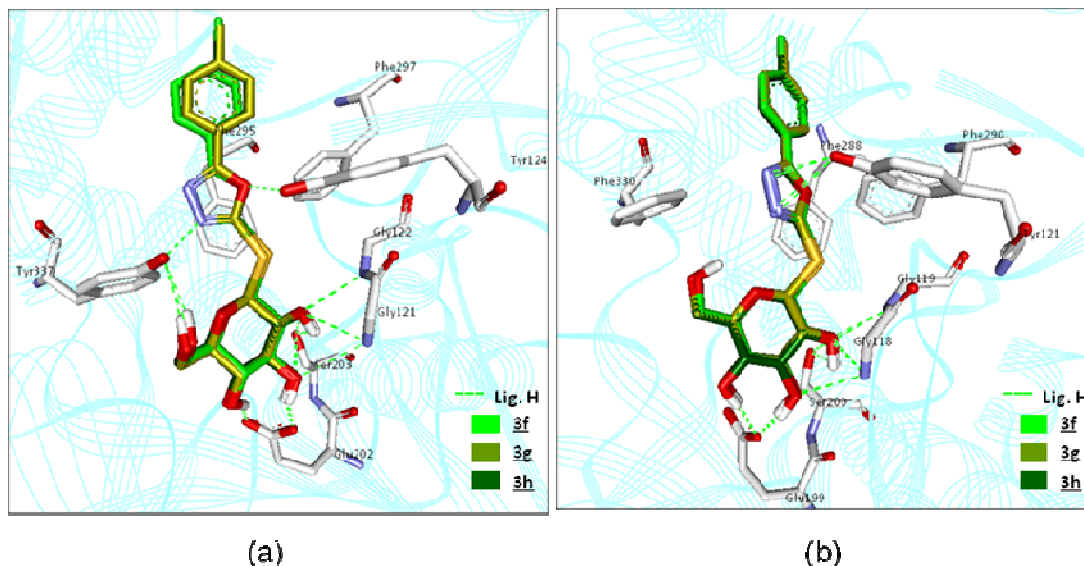 Phe297
Phe295
Tyr124
Gly122
Tyr337
Gly121
Ser203
Glu202
Lig. H
3f
3g
3h
(a)
Phe290
Phe288
Phe330
Tyr121
Gly119
Gly118
Glu199
Lig. H
3f
3g
3h
(b)